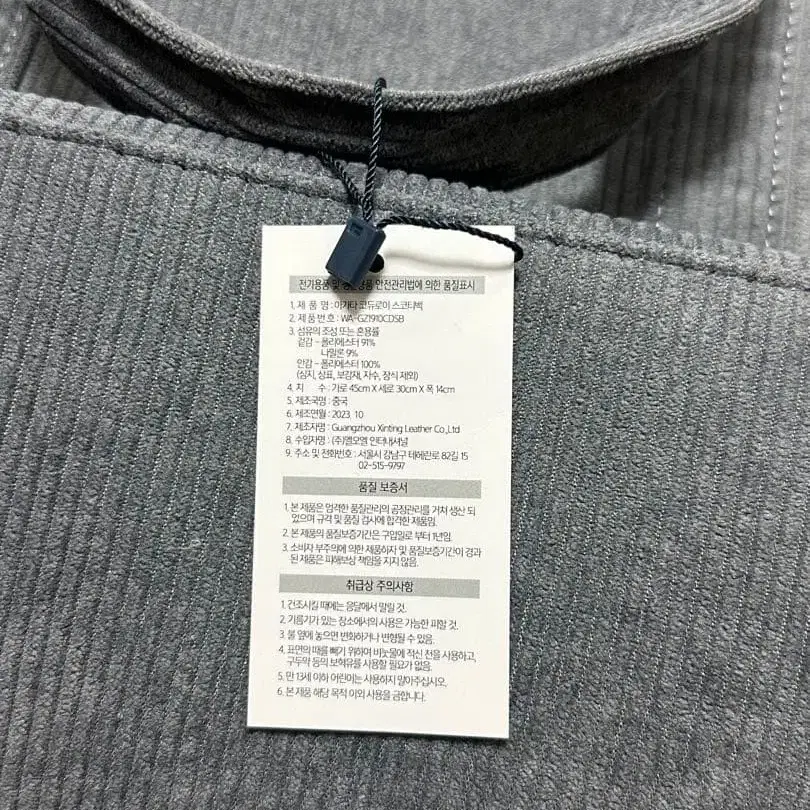 전기용품 및 안전관리법에 의한 품질표시
1. 제 품 명 : 아가타 코듀로이 스코티백
2. 제품번호 : WA-GZ1910CDSB
3. 섬유의 조성 또는 혼용률
겉감 - 폴리에스터 91%
나일론 9%
안감 - 폴리에스터 100%
(심지, 상표, 보강재, 자수, 장식 제외)
4. 치 수 : 가로 45cm X 세로 30cm X 폭 14cm
5. 제조국명 : 중국
6. 제조연월 : 2023. 10
7. 제조자명 : Guangzhou Xinting Leather Co.,Ltd
8. 수입자명 : (주)엘모엘 인터내셔널
9. 주소 및 전화번호 : 서울시 강남구 테헤란로 82길 15
02-515-9797
품질 보증서
1. 본 제품은 엄격한 품질관리의 공정관리를 거쳐 생산 되
었으며 규격 및 품질 검사에 합격한 제품임.
2. 본 제품의 품질보증기간은 구입일로 부터 1년임.
3. 소비자 부주의에 의한 제품하자 및 품질보증기간이 경과
된 제품은 피해보상 책임을 지지 않음.
취급상 주의사항
1. 건조시킬 때에는 응달에서 말릴 것.
2. 기름기가 있는 장소에서의 사용은 가능한 피할 것.
3. 불 옆에 놓으면 변화하거나 변형될 수 있음.
4. 표면의 때를 빼기 위하여 비눗물에 적신 천을 사용하고,
구두약 등의 보혁유를 사용할 필요가 없음.
5. 만 13세 이하 어린이는 사용하지 말아주십시오.
6. 본 제품 해당 목적 이외 사용을 금합니다.